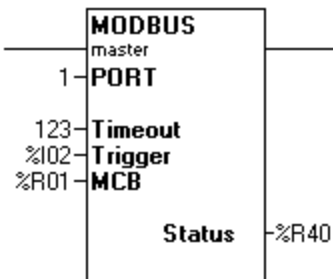 MODBUS
master
1 PORT
123 Timeout
%I02 Trigger
%R01 MCB
Status %R40